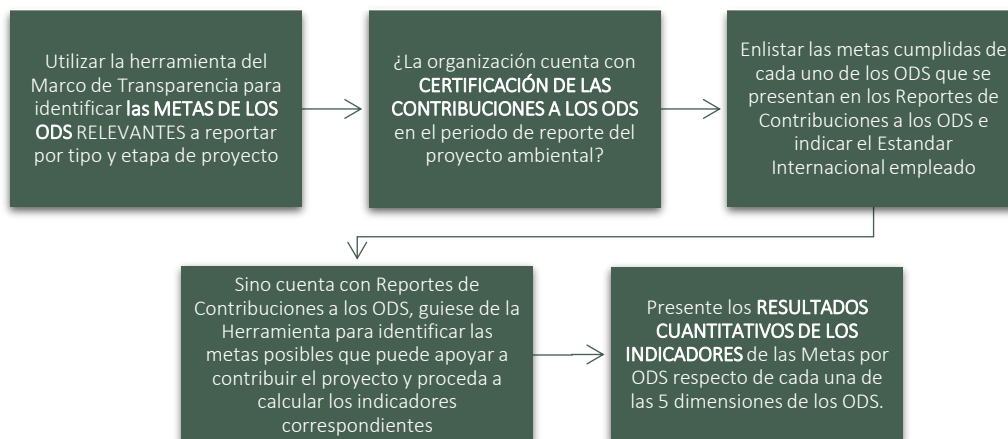 Utilizar la herramienta del
Marco de Transparencia para
identificar las METAS DE LOS
ODS RELEVANTES a reportar
por tipo y etapa de proyecto
¿La organización cuenta con
CERTIFICACIÓN DE LAS
CONTRIBUCIONES A LOS ODS
en el periodo de reporte del
proyecto ambiental?
Enlistar las metas cumplidas de
cada uno de los ODS que se
presentan en los Reportes de
Contribuciones a los ODS e
indicar el Estandar
Internacional empleado
Sino cuenta con Reportes de
Contribuciones a los ODS, guiese de la
Herramienta para identificar las
metas posibles que puede apoyar a
contribuir el proyecto y proceda a
calcular los indicadores
correspondientes
Presente los RESULTADOS
CUANTITATIVOS DE LOS
INDICADORES de las Metas por
ODS respecto de cada una de
las 5 dimensiones de los ODS.